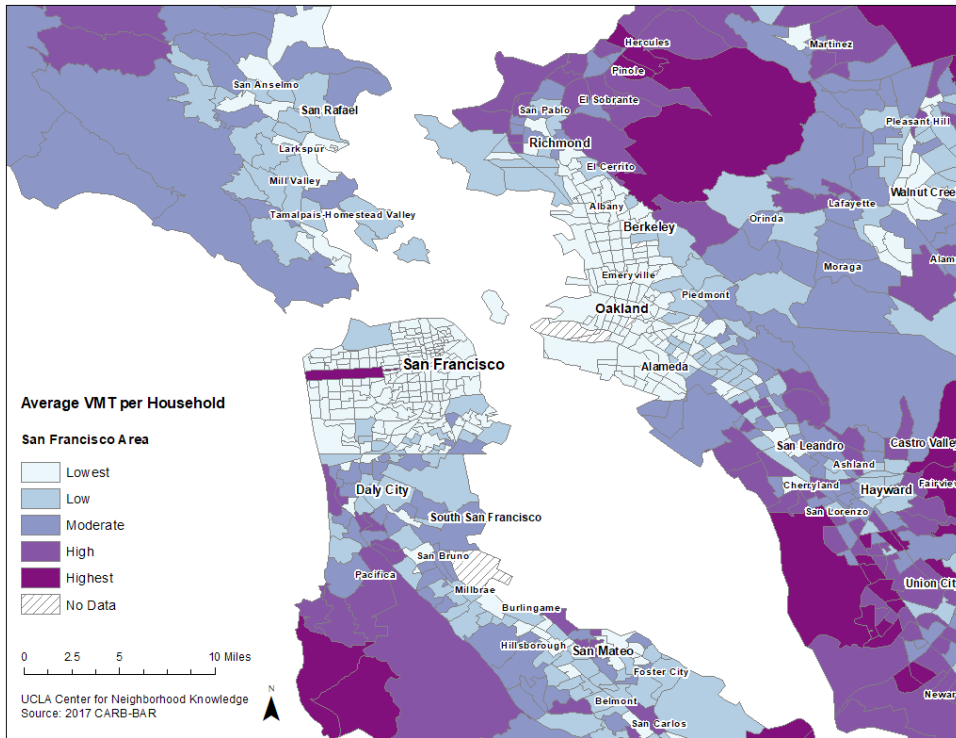 Hercules
Martinez
Pinole
San Anselmo
El Sobrante
San Rafael
San Pablo
Pleasant Hill
Richmond
Larkspur
El Cerrito
Mill Valley
Walnut Cree
Albany
Lafayette
Tamalpais-Homestead Valley
Orinda
Berkeley
Alam
Moraga
Emeryville
Piedmont
Oakland
San Francisco
Alameda
Average VMT per Household
San Francisco Area
Lowest
Low
Moderate
High
Highest
No Data
San Leandro
Castro Valley
Ashland
Cherryland
Hayward
Fairview
Daly City
San Lorenzo
South San Francisco
San Bruno
Pacifica
Union City
Millbrae
Burlingame
Hillsborough
San Mateo
Foster City
Newar
Belmont
San Carlos
0 2.5 5 10 Miles
N
UCLA Center for Neighborhood Knowledge
Source: 2017 CARB-BAR